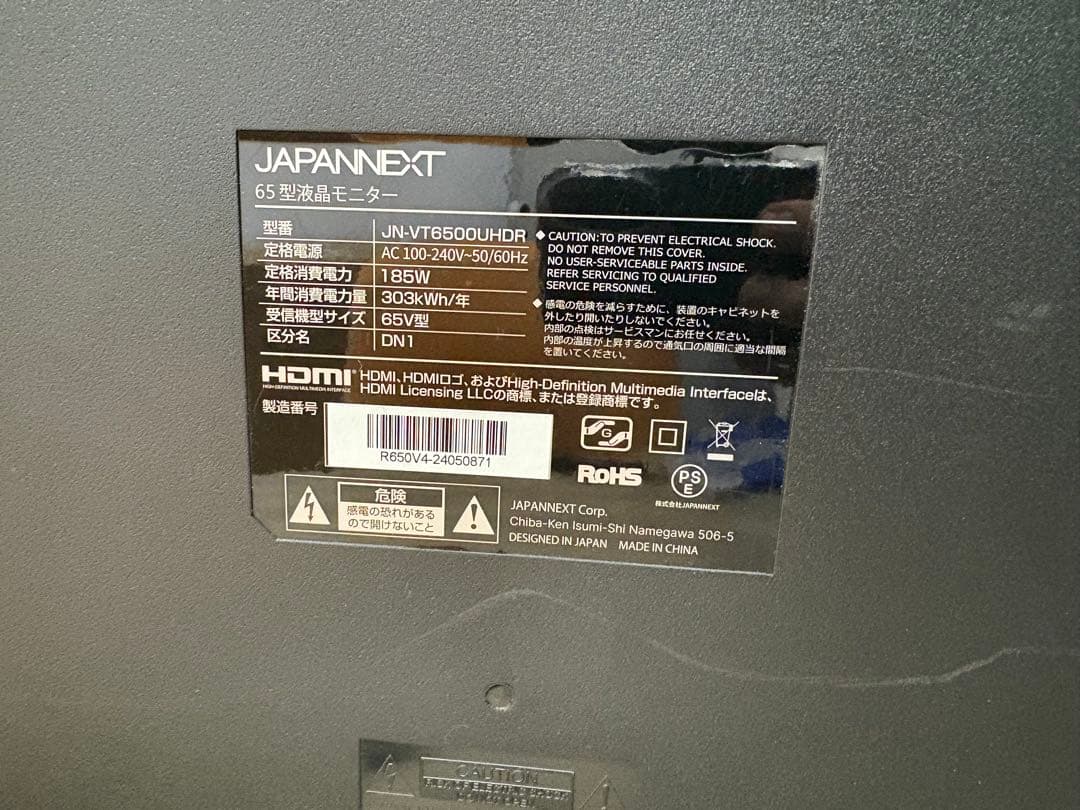 JAPANNEXT
65型液晶モニター
型番 JN-VT6500UHDR
定格電源 AC 100-240V~50/60Hz
定格消費電力 185W
年間消費電力量 303kWh/年
受信機型サイズ 65V型
区分名 DN1
◆ CAUTION:TO PREVENT ELECTRICAL SHOCK.
DO NOT REMOVE THIS COVER.
NO USER-SERVICEABLE PARTS INSIDE.
REFER SERVICING TO QUALIFIED
SERVICE PERSONNEL.
◆ 感電の危険を減らすために、装置のキャビネットを
外したり開いたりしないでください。
内部の点検はサービスマンにお任せください。
内部の温度が上昇するので通気口の周囲に適当な間隔
を置いてください。
HDMI
HIGH-DEFINITION MULTIMEDIA INTERFACE
HDMI、HDMIロゴ、およびHigh-Definition Multimedia Interfaceは、
HDMI Licensing LLCの商標、または登録商標です。
製造番号
R650V4-24050871
G
RoHS
PS
E
株式会社JAPANNEXT
危険
感電の恐れがある
ので開けないこと
JAPANNEXT Corp.
Chiba-Ken Isumi-Shi Namegawa 506-5
DESIGNED IN JAPAN MADE IN CHINA
CAUTION